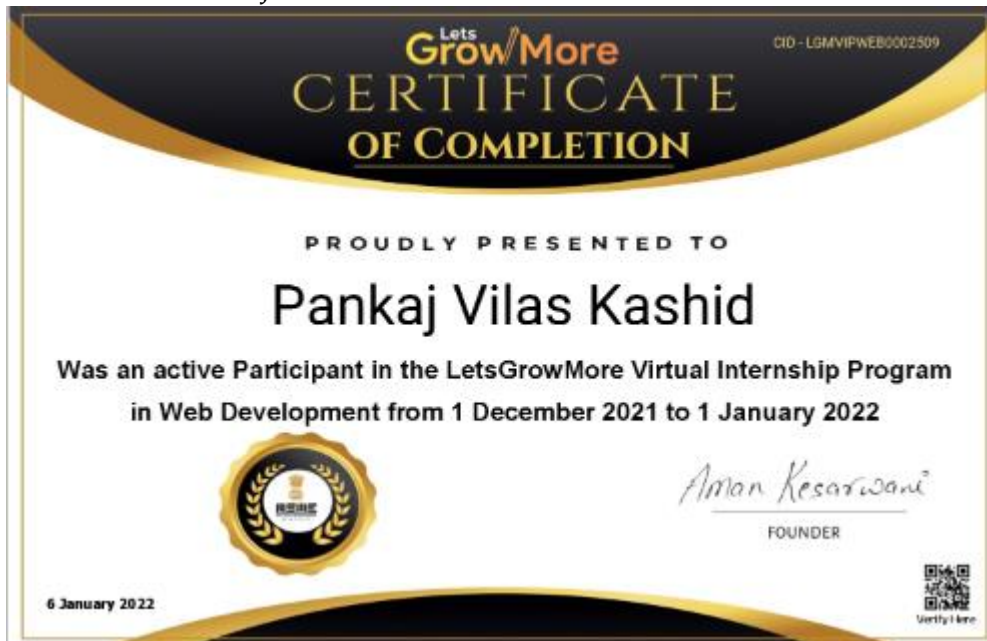 Lets
GrowMore
CID - LGMVIPWEB0002509
CERTIFICATE
OF COMPLETION
PROUDLY PRESENTED TO
Pankaj Vilas Kashid
Was an active Participant in the LetsGrowMore Virtual Internship Program
in Web Development from 1 December 2021 to 1 January 2022
Aman Kesarwani
FOUNDER
6 January 2022
Verify Here